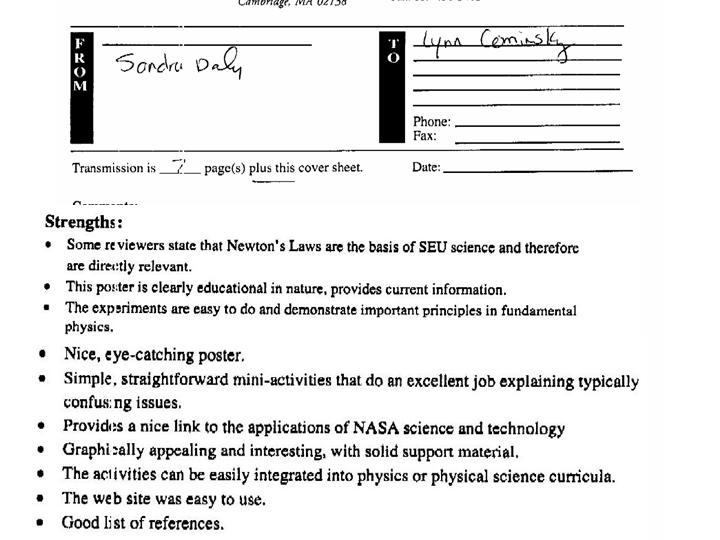 Cambridge, MA 02138
FROM
Sandra Daly
TO
Lynn Cominsky
Phone:
Fax:
Transmission is 7 page(s) plus this cover sheet.
Date:
Strengths:
• Some reviewers state that Newton's Laws are the basis of SEU science and therefore
are directly relevant.
• This poster is clearly educational in nature, provides current information.
• The experiments are easy to do and demonstrate important principles in fundamental
physics.
• Nice, eye-catching poster.
• Simple, straightforward mini-activities that do an excellent job explaining typically
confusing issues.
• Provides a nice link to the applications of NASA science and technology
• Graphically appealing and interesting, with solid support material.
• The activities can be easily integrated into physics or physical science curricula.
• The web site was easy to use.
• Good list of references.